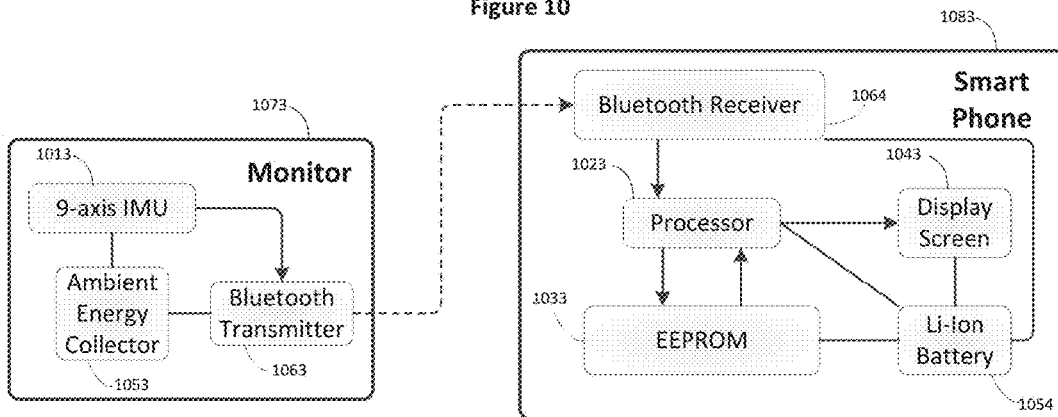 Figure 10
1083
Smart
Phone
Bluetooth Receiver
1064
1073
Monitor
1013
9-axis IMU
1023
Processor
1043
Display
Screen
Ambient
Energy
Collector
Bluetooth
Transmitter
1033
EEPROM
Li-Ion
Battery
1053
1063
1054